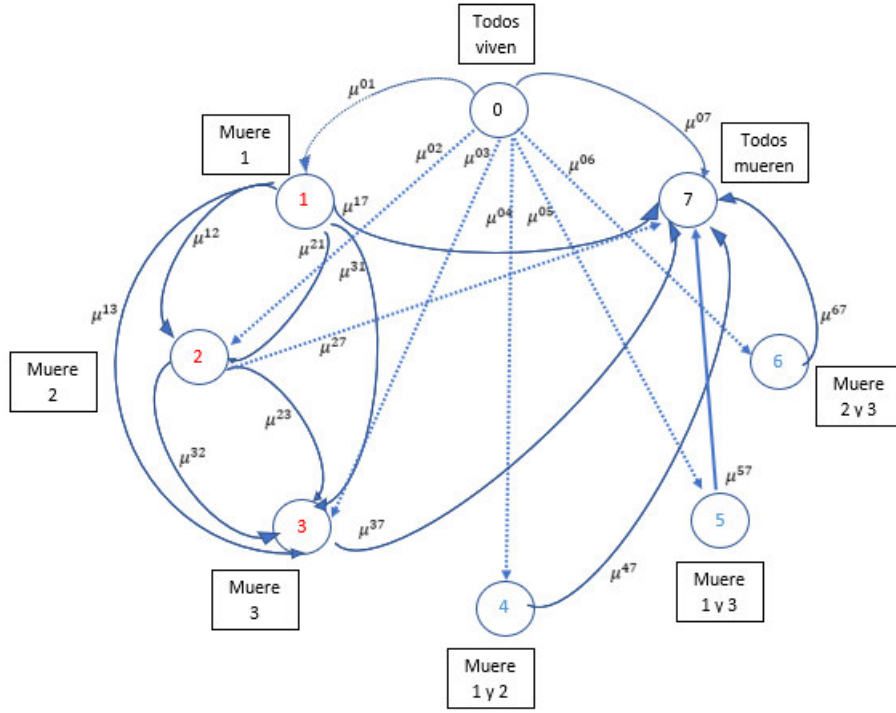 Todos
viven
μ⁰¹
0
μ⁰⁷
Muere
1
μ⁰²
μ⁰³
μ⁰⁶
Todos
mueren
1
μ¹⁷
μ⁰⁴
μ⁰⁵
7
μ¹²
μ²¹
μ³¹
μ¹³
μ²⁷
μ⁶⁷
2
6
Muere
2
Muere
2 y 3
μ²³
μ³²
μ⁵⁷
3
μ³⁷
5
μ⁴⁷
Muere
3
Muere
1 y 3
4
Muere
1 y 2